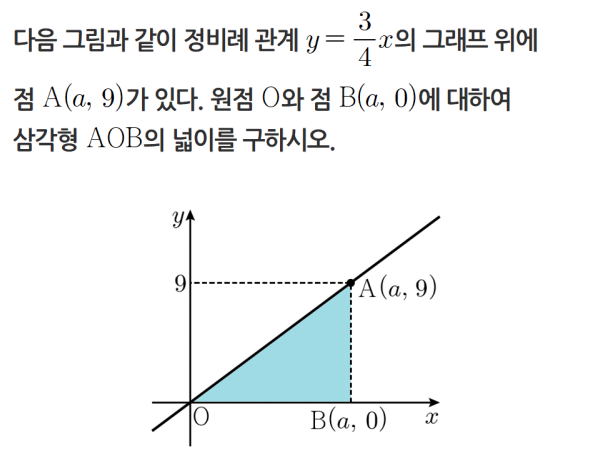 다음 그림과 같이 정비례 관계 y = 3/4 x의 그래프 위에
점 A(a, 9)가 있다. 원점 O와 점 B(a, 0)에 대하여
삼각형 AOB의 넓이를 구하시오.
y
9
A(a, 9)
O
B(a, 0)
x